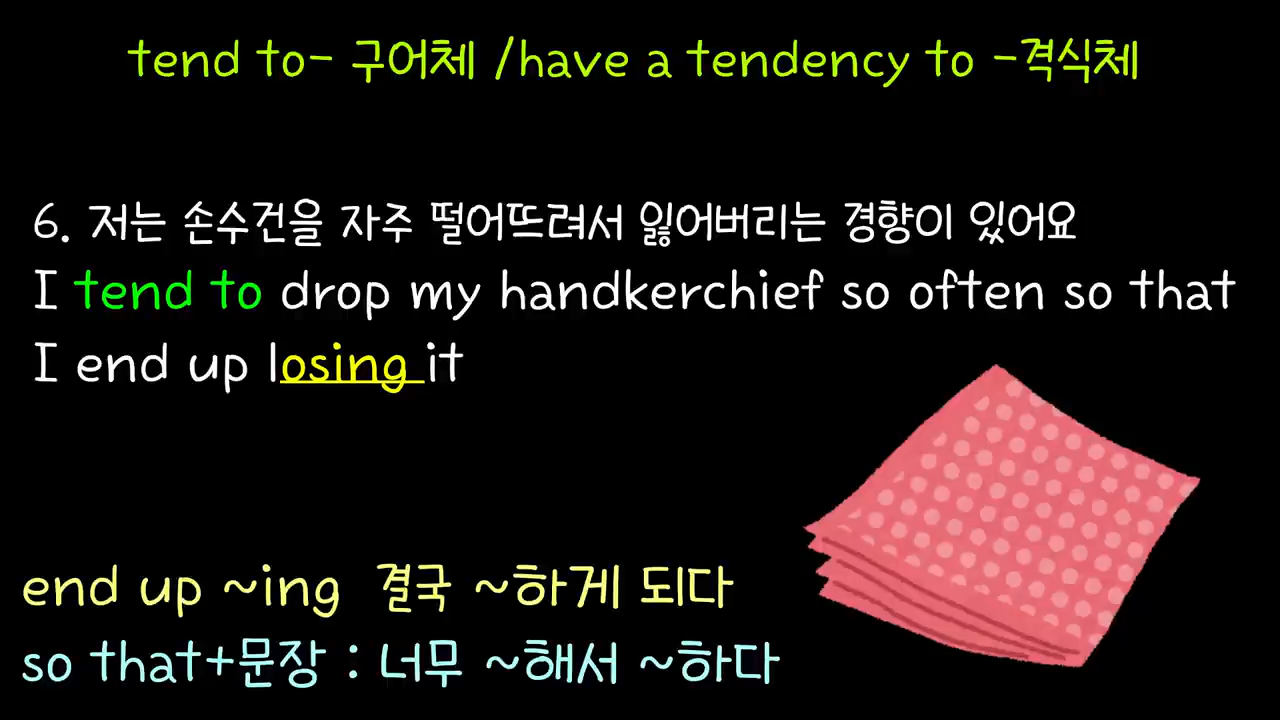 tend to- 구어체 /have a tendency to -격식체
6. 저는 손수건을 자주 떨어뜨려서 잃어버리는 경향이 있어요
I tend to drop my handkerchief so often so that
I end up losing it
end up ~ing 결국 ~하게 되다
so that+문장 : 너무 ~해서 ~하다